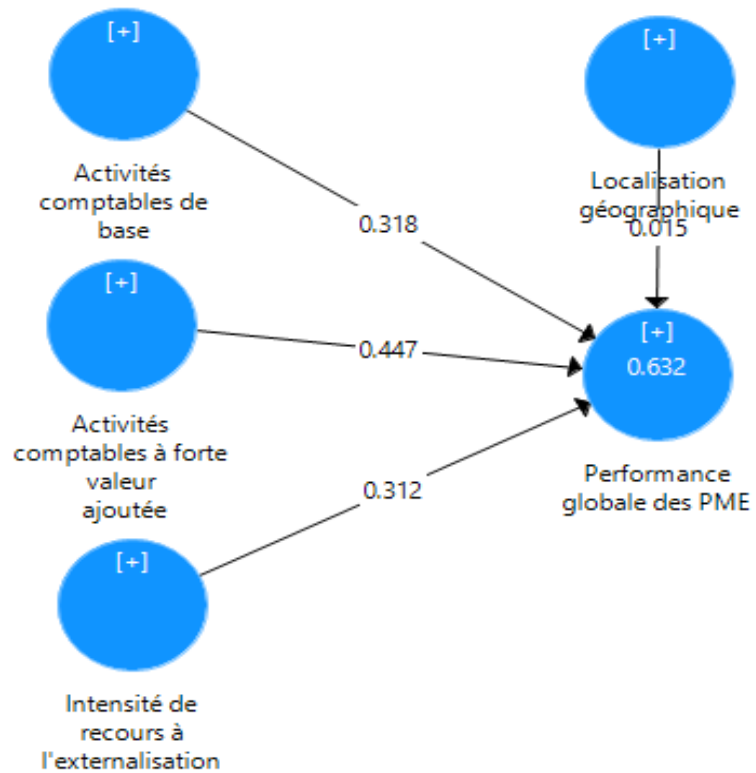 [+]
Activités
comptables de
base
[+]
Localisation
géographique
0.015
0.318
[+]
Activités
comptables à forte
valeur
ajoutée
0.447
[+]
0.632
Performance
globale des PME
0.312
[+]
Intensité de
recours à
l'externalisation